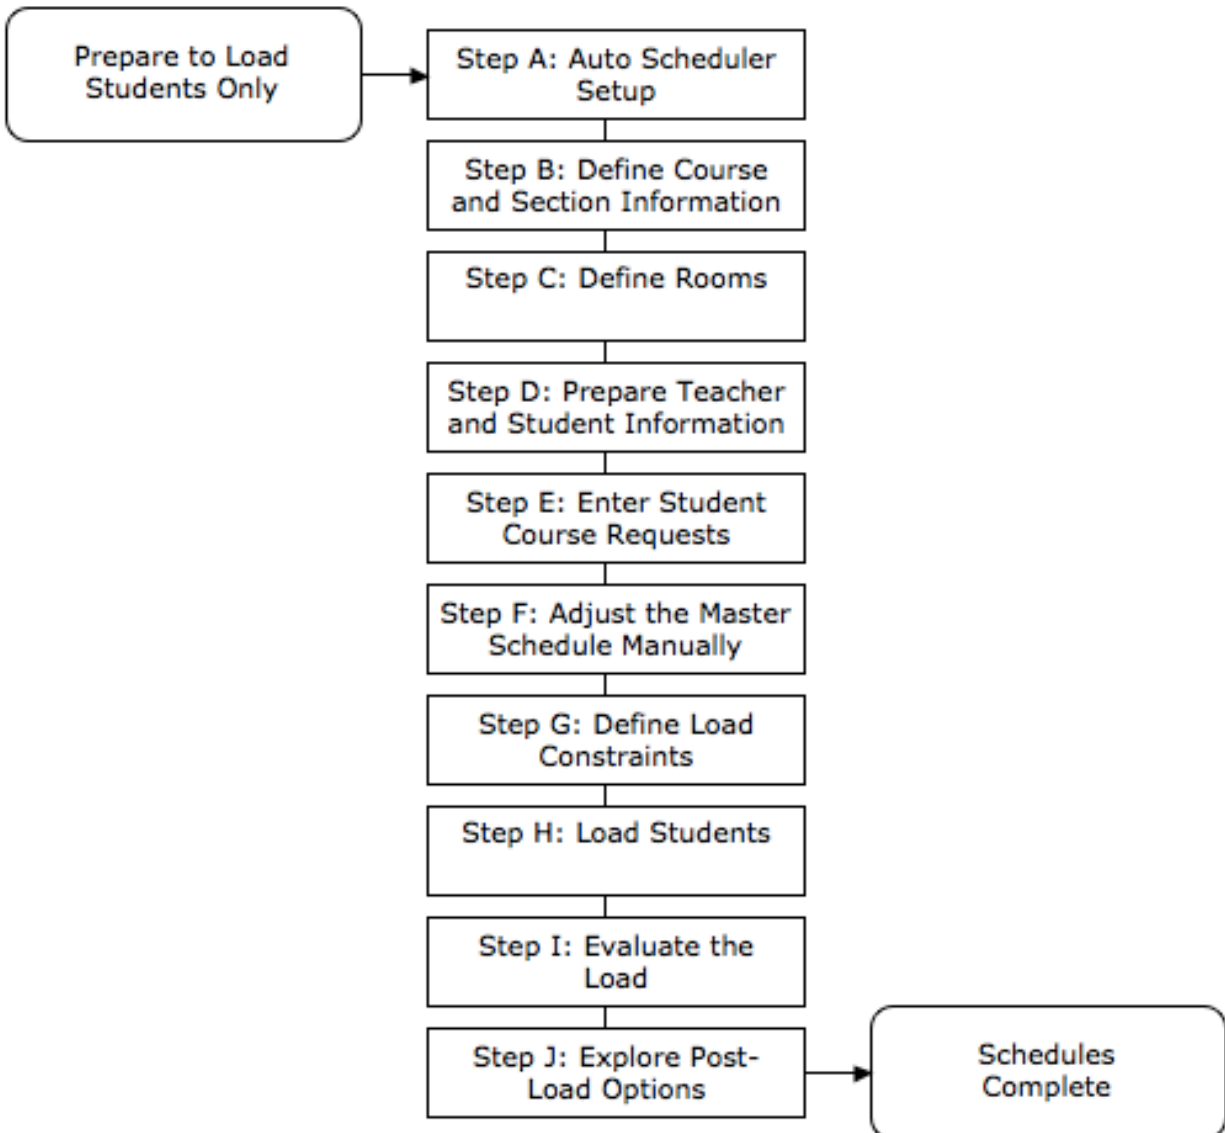 Prepare to Load
Students Only
Step A: Auto Scheduler
Setup
Step B: Define Course
and Section Information
Step C: Define Rooms
Step D: Prepare Teacher
and Student Information
Step E: Enter Student
Course Requests
Step F: Adjust the Master
Schedule Manually
Step G: Define Load
Constraints
Step H: Load Students
Step I: Evaluate the
Load
Step J: Explore Post-
Load Options
Schedules
Complete